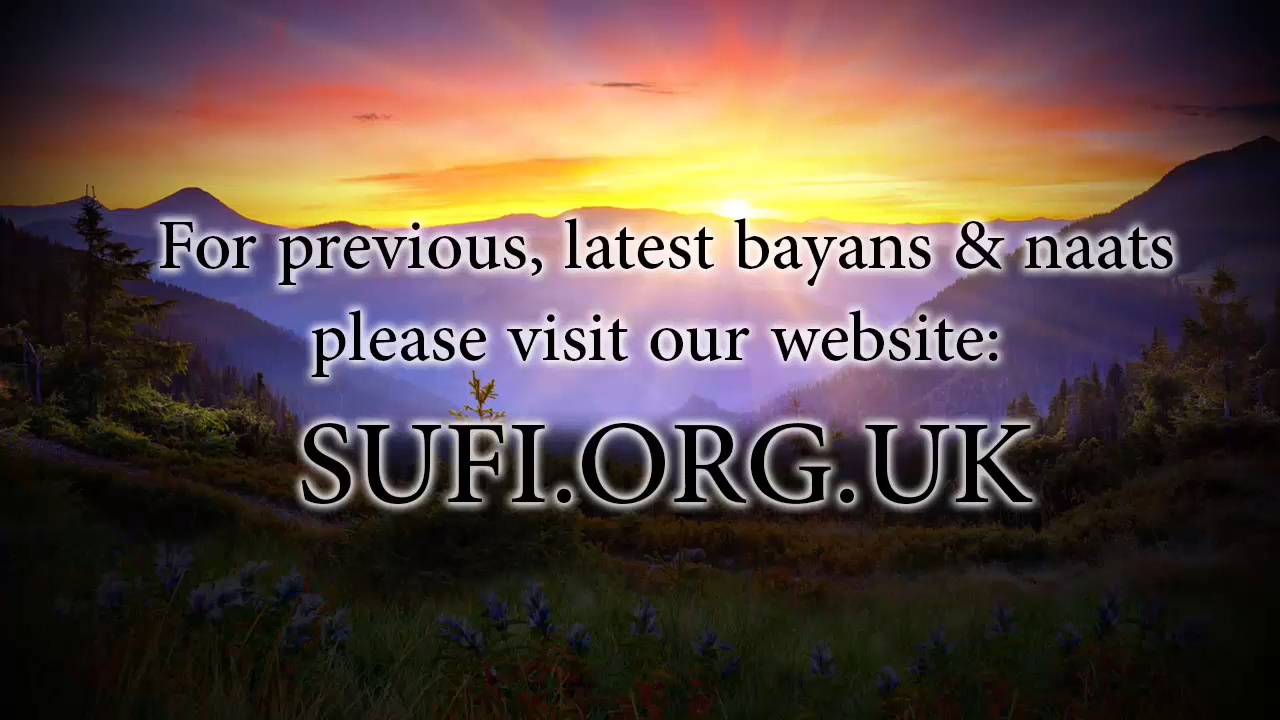 For previous, latest bayans & naats
please visit our website:
SUFI.ORG.UK